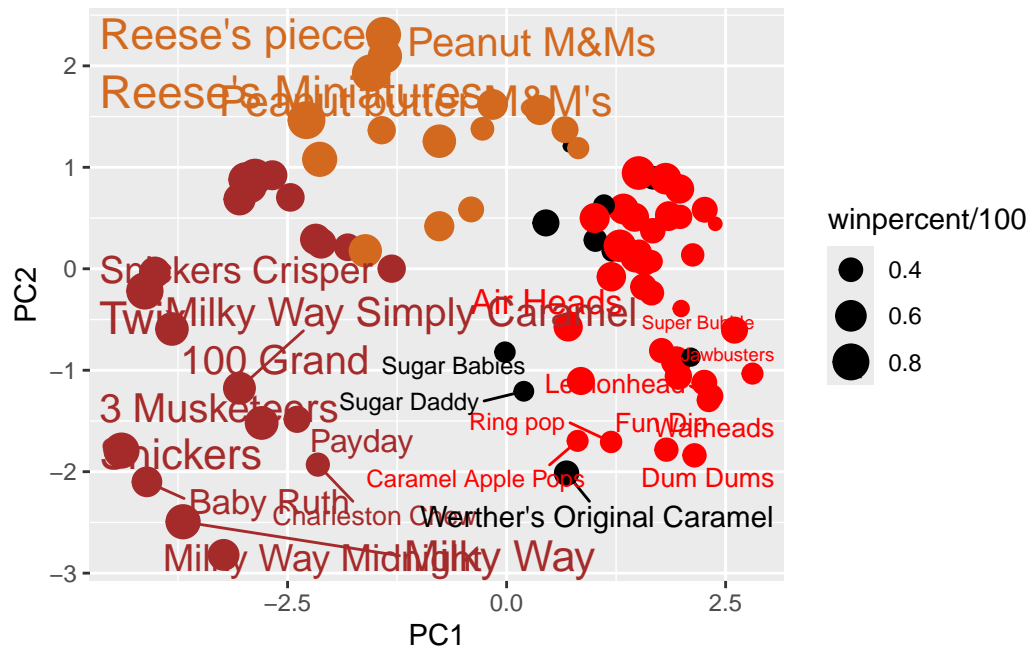 Reese's pieces
Peanut M&Ms
Reese's Miniatures
Peanut butter M&M's
Snickers Crisper
Twix
Milky Way Simply Caramel
Air Heads
Super Bubble
100 Grand
Sugar Babies
Jawbusters
Lemonhead
3 Musketeers
Sugar Daddy
Ring pop
Fun Dip
Warheads
Payday
Snickers
Caramel Apple Pops
Dum Dums
Baby Ruth
Charleston Chew
Werther's Original Caramel
Milky Way Midnight
Milky Way
2
1
0
−1
−2
−3
−2.5
0.0
2.5
PC1
PC2
winpercent/100
0.4
0.6
0.8